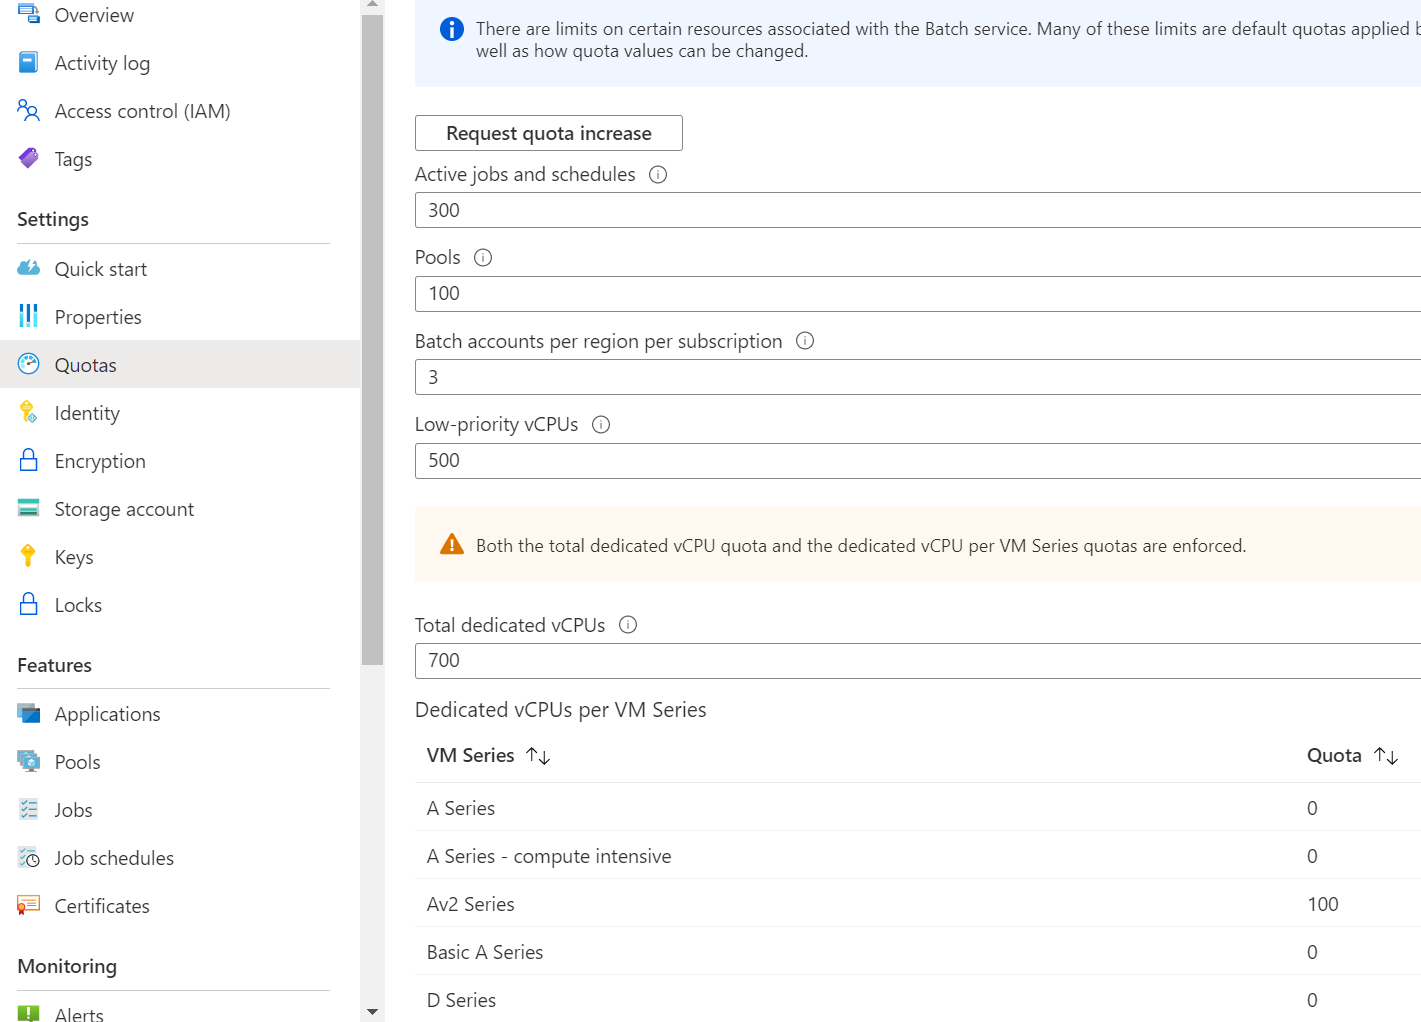 Overview
Activity log
Access control (IAM)
Tags
Settings
Quick start
Properties
Quotas
Identity
Encryption
Storage account
Keys
Locks
Features
Applications
Pools
Jobs
Job schedules
Certificates
Monitoring
Alerts
There are limits on certain resources associated with the Batch service. Many of these limits are default quotas applied
well as how quota values can be changed.
Request quota increase
Active jobs and schedules
300
Pools
100
Batch accounts per region per subscription
3
Low-priority vCPUs
500
Both the total dedicated vCPU quota and the dedicated vCPU per VM Series quotas are enforced.
Total dedicated vCPUs
700
Dedicated vCPUs per VM Series
VM Series Quota
A Series 0
A Series - compute intensive 0
Av2 Series 100
Basic A Series 0
D Series 0